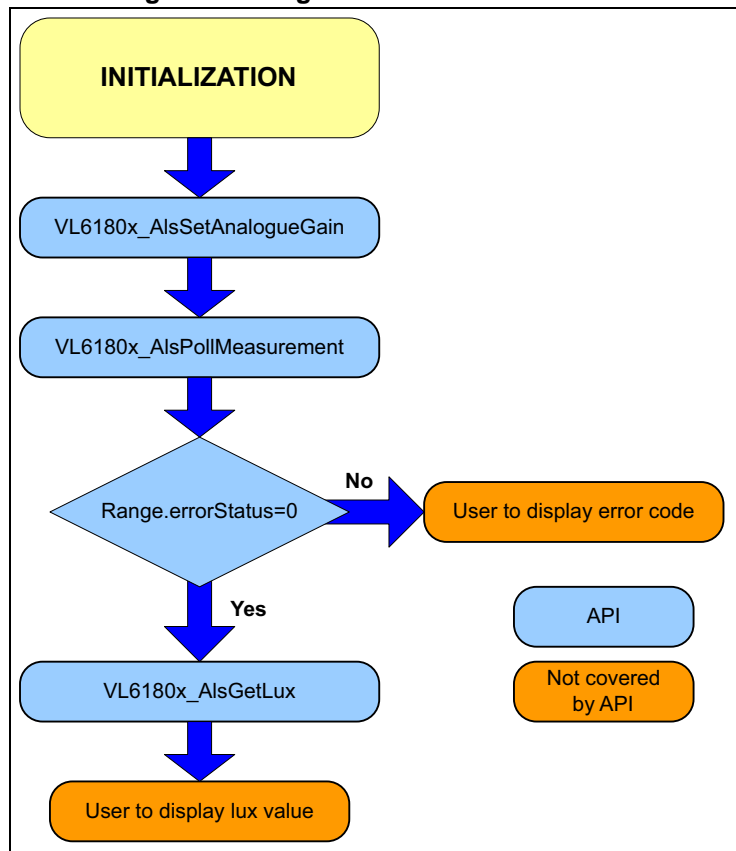 INITIALIZATION
VL6180x_AlsSetAnalogueGain
VL6180x_AlsPollMeasurement
Range.errorStatus=0
No
User to display error code
Yes
API
VL6180x_AlsGetLux
Not covered
by API
User to display lux value